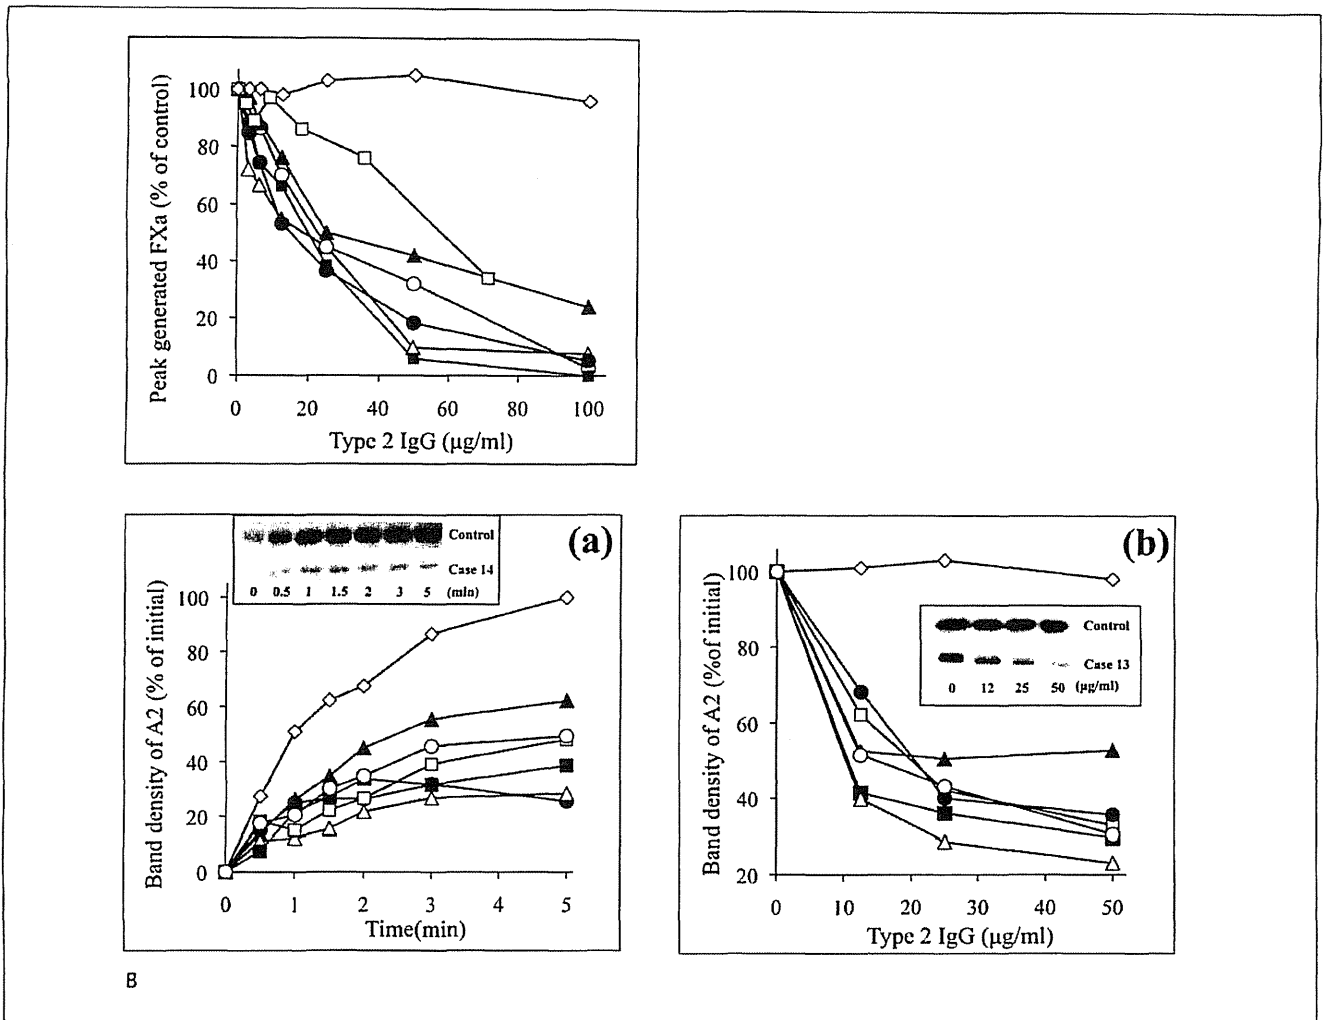 Peak generated FXa (% of control)
100
80
60
40
20
0
0 20 40 60 80 100
Type 2 IgG (µg/ml)
(a)
Control
Case 14
0 0.5 1 1.5 2 3 5 (min)
Band density of A2 (% of initial)
100
80
60
40
20
0
0 1 2 3 4 5
Time(min)
(b)
Control
Case 13
0 12 25 50 (µg/ml)
Band density of A2 (%of initial)
100
80
60
40
20
0 10 20 30 40 50
Type 2 IgG (µg/ml)
B